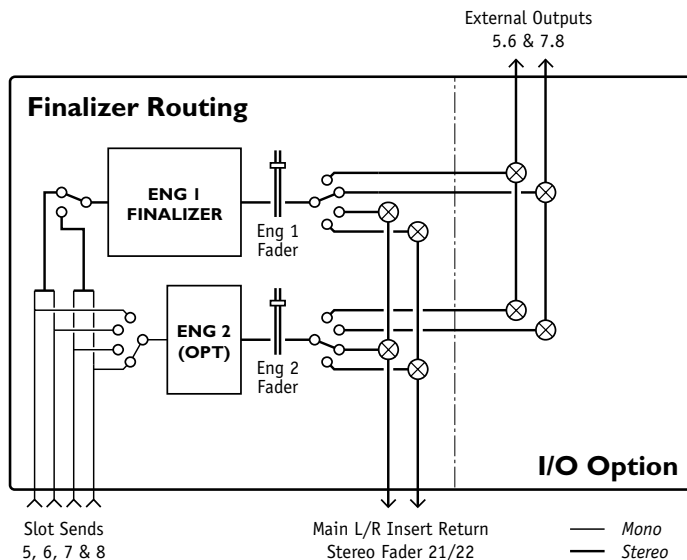 External Outputs
5.6 & 7.8
Finalizer Routing
ENG 1
FINALIZER
Eng 1
Fader
ENG 2
(OPT)
Eng 2
Fader
I/O Option
Slot Sends
5, 6, 7 & 8
Main L/R Insert Return
Stereo Fader 21/22
Mono
Stereo